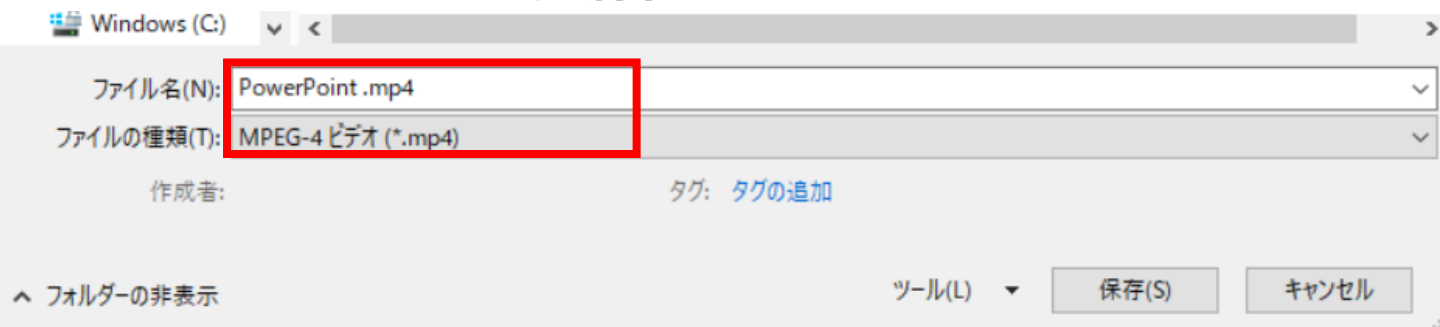 Windows (C:)
ファイル名(N): PowerPoint .mp4
ファイルの種類(T): MPEG-4 ビデオ (*.mp4)
作成者: タグ: タグの追加
フォルダーの非表示 ツール(L) 保存(S) キャンセル